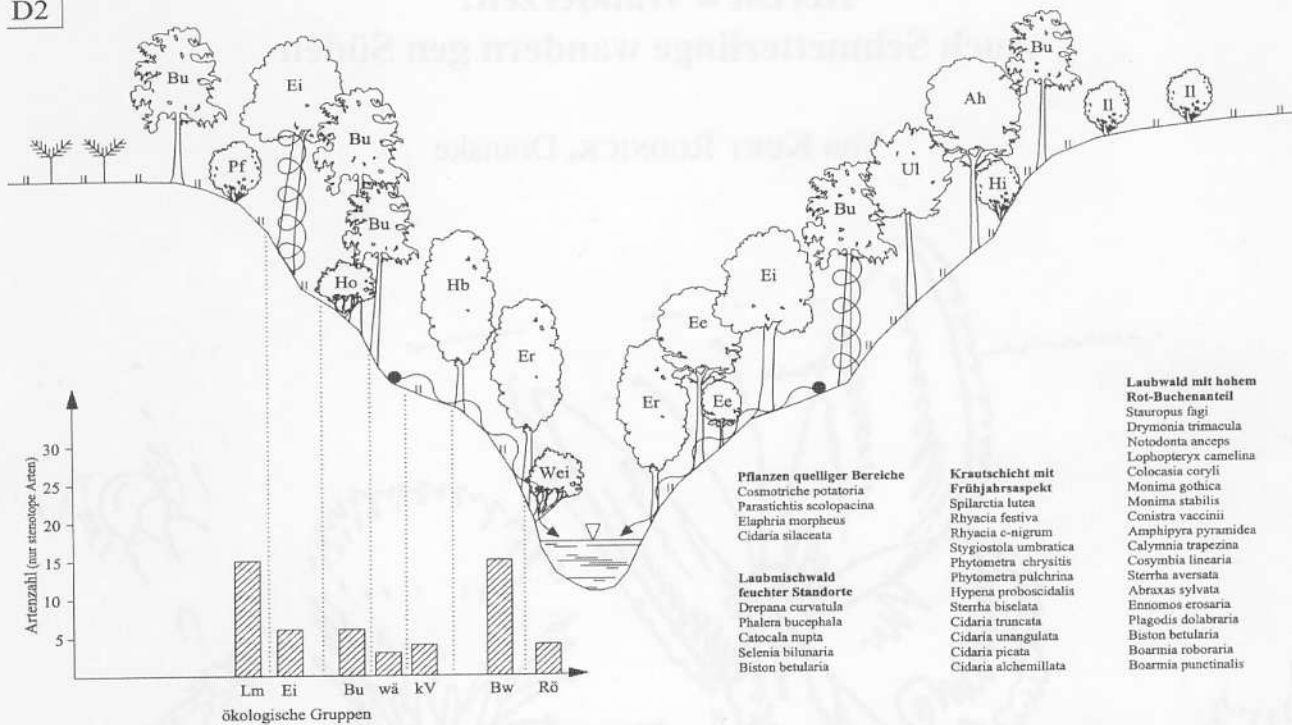 D2
Schmetterlinge wandern gen Süden
Bu
Ei
Bu
Pf
Bu
Ho
Hb
Er
Wei
Er
Ee
Ee
Ei
Bu
Ul
Ah
Hi
Bu
Il
Il
Artenzahl (nur stenotope Arten)
30
25
20
15
10
5
Lm Ei Bu wä kV Bw Rö
ökologische Gruppen
Pflanzen quelliger Bereiche
Cosmotriche potatoria
Parastichtis scolopacina
Elaphria morpheus
Cidaria silaceata
Laubmischwald
feuchter Standorte
Drepana curvatula
Phalera bucephala
Catocala nupta
Selenia bilunaria
Biston betularia
Krautschicht mit
Frühjahrsaspekt
Spilarctia lutea
Rhyacia festiva
Rhyacia c-nigrum
Stygiostola umbratica
Phytometra chrysitis
Phytometra pulchrina
Hypena proboscidalis
Sterrha biselata
Cidaria truncata
Cidaria unangulata
Cidaria picata
Cidaria alchemillata
Laubwald mit hohem
Rot-Buchenanteil
Stauropus fagi
Drymonia trimacula
Notodonta anceps
Lophopteryx camelina
Colocasia coryli
Monima gothica
Monima stabilis
Conistra vaccinii
Amphipyra pyramidea
Calymnia trapezina
Cosymbia linearia
Sterrha aversata
Abraxas sylvata
Ennomos erosaria
Plagodis dolabraria
Biston betularia
Boarmia roboraria
Boarmia punctinalis